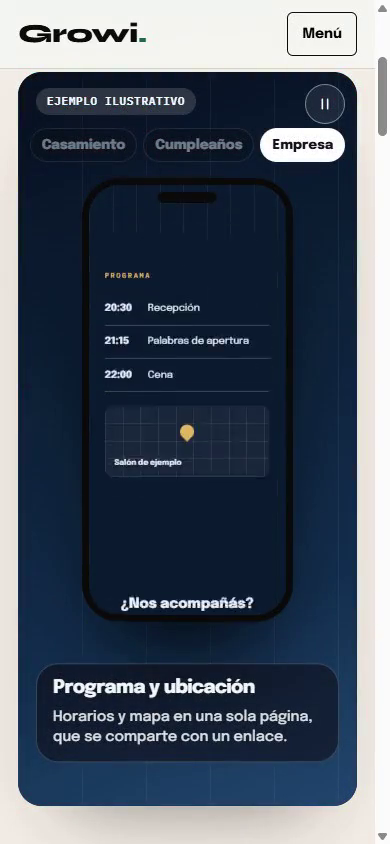 Growi.
Menú
EJEMPLO ILUSTRATIVO
Casamiento
Cumpleaños
Empresa
PROGRAMA
20:30 Recepción
21:15 Palabras de apertura
22:00 Cena
Salón de ejemplo
¿Nos acompañás?
Programa y ubicación
Horarios y mapa en una sola página,
que se comparte con un enlace.